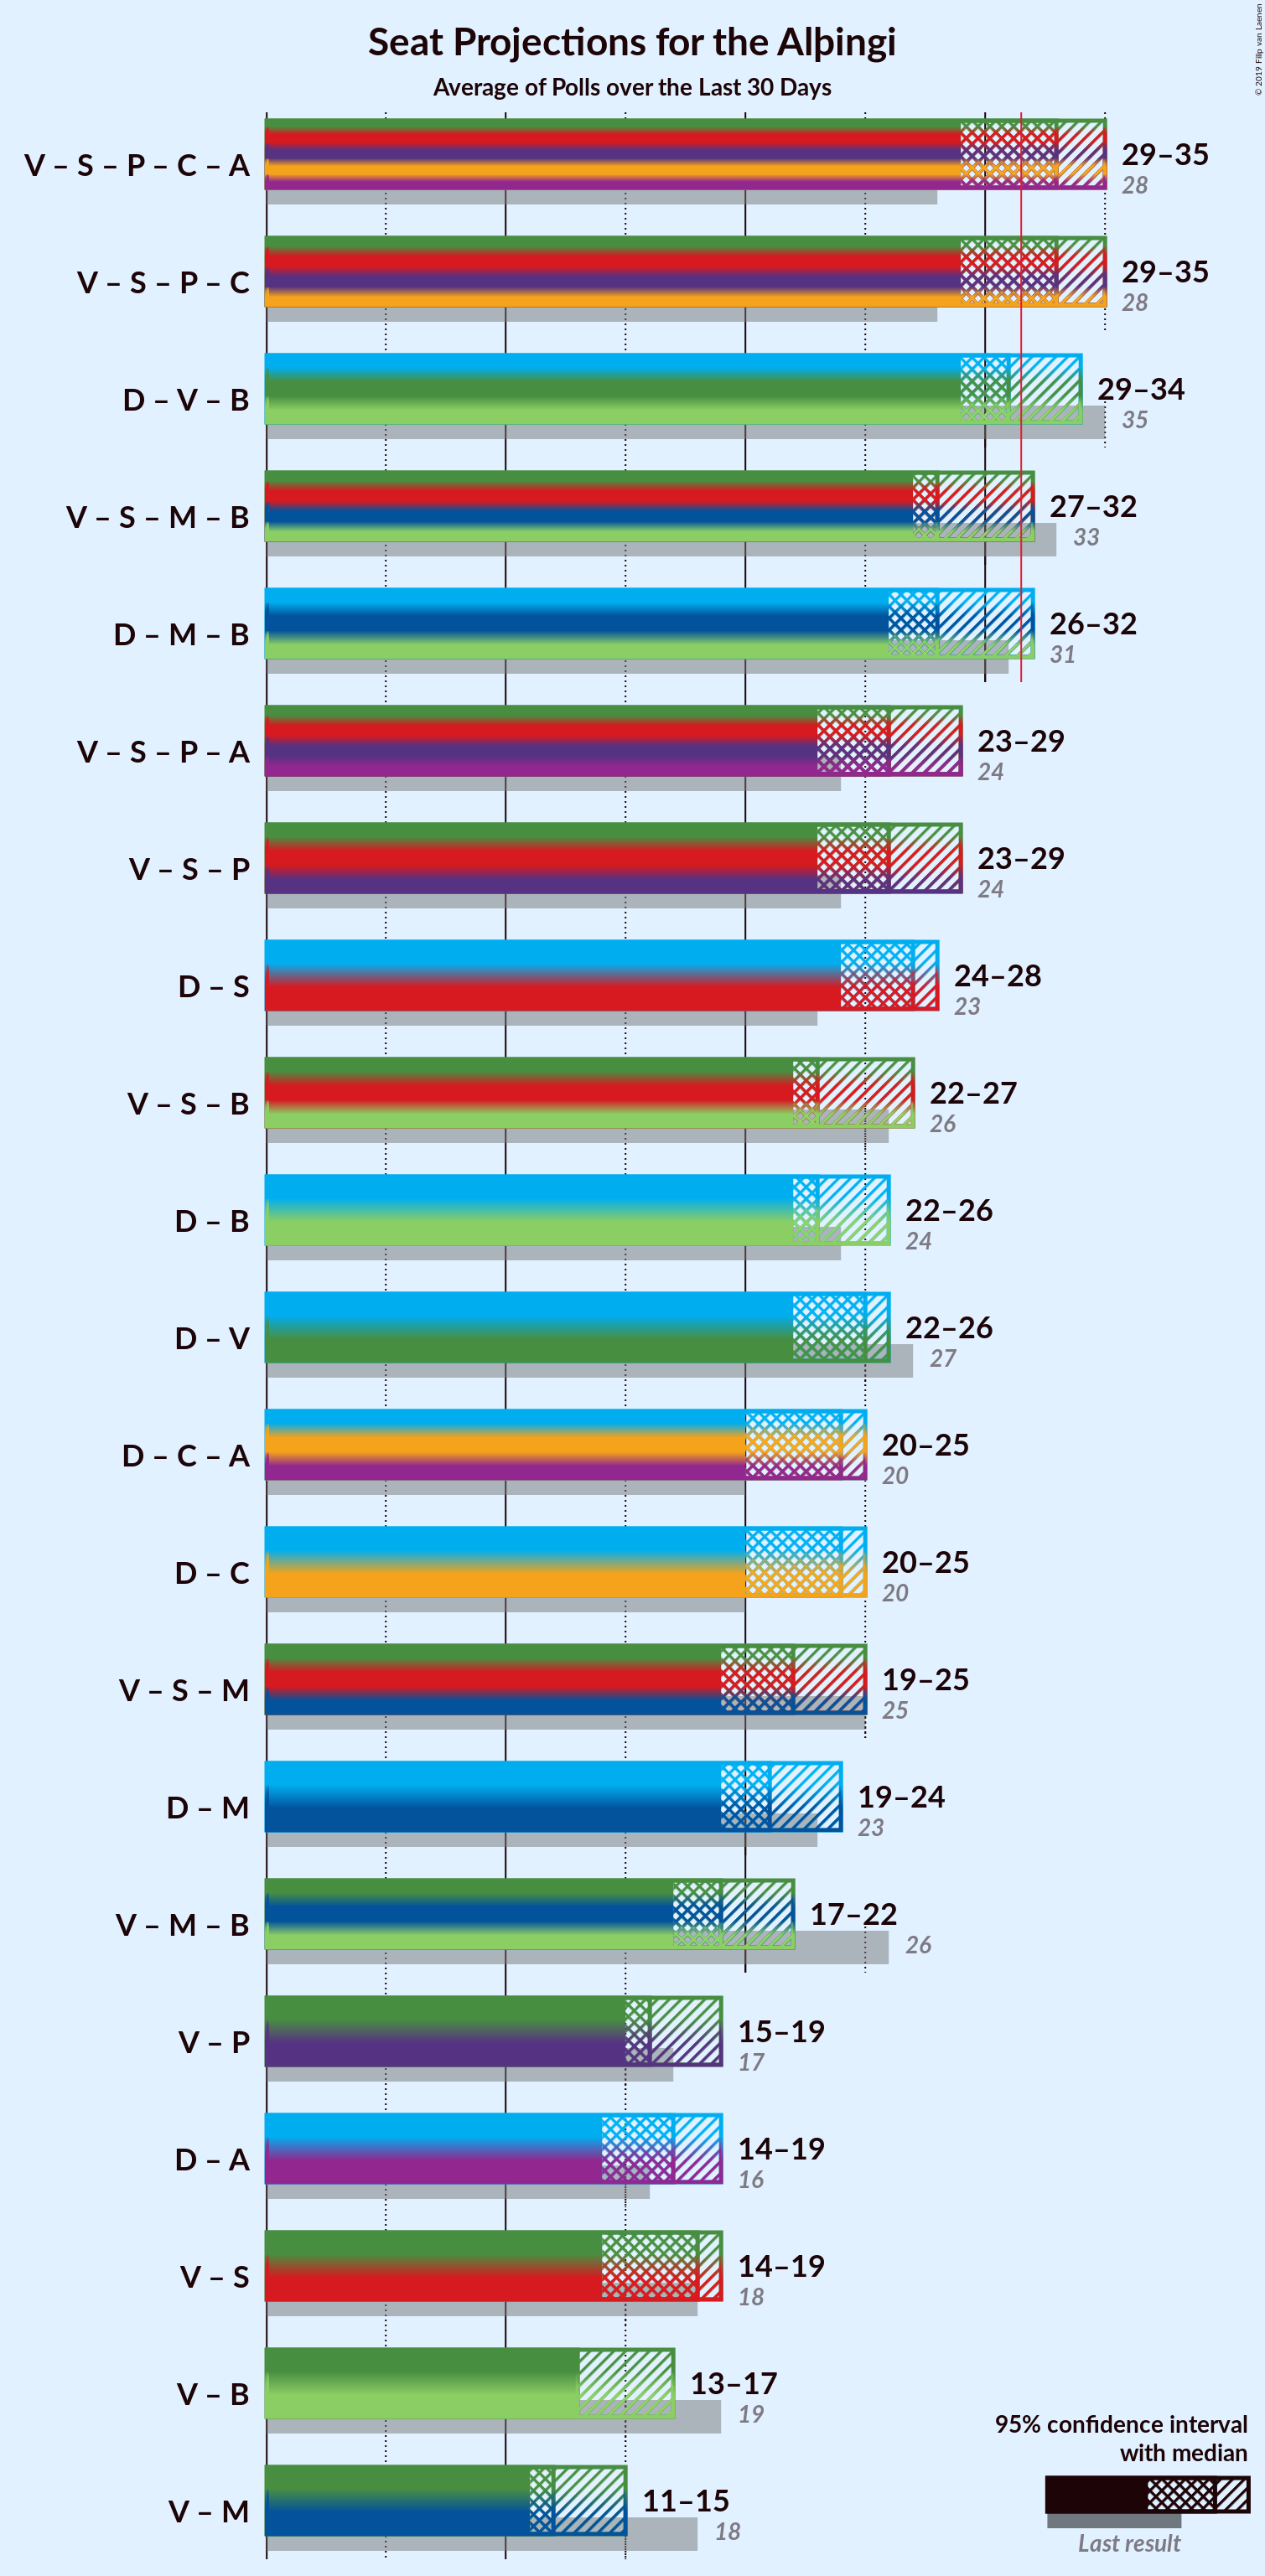 Seat Projections for the Alþingi
Average of Polls over the Last 30 Days
© 2019 Filip van Laenen
V – S – P – C – A
29–35
28
V – S – P – C
29–35
28
D – V – B
29–34
35
V – S – M – B
27–32
33
D – M – B
26–32
31
V – S – P – A
23–29
24
V – S – P
23–29
24
D – S
24–28
23
V – S – B
22–27
26
D – B
22–26
24
D – V
22–26
27
D – C – A
20–25
20
D – C
20–25
20
V – S – M
19–25
25
D – M
19–24
23
V – M – B
17–22
26
V – P
15–19
17
D – A
14–19
16
V – S
14–19
18
V – B
13–17
19
V – M
11–15
18
95% confidence interval
with median
Last result